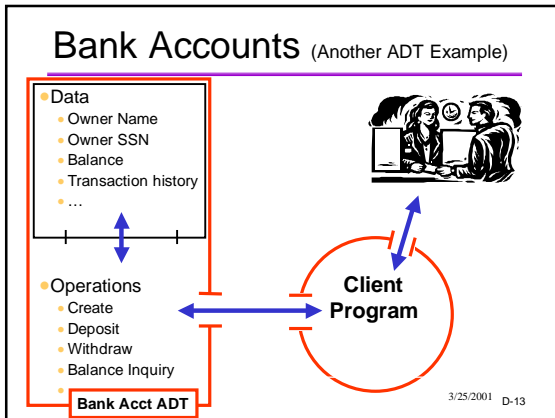 Bank Accounts (Another ADT Example)
Data
Owner Name
Owner SSN
Balance
Transaction history
...
Operations
Create
Deposit
Withdraw
Balance Inquiry
Bank Acct ADT
Client
Program
3/25/2001 D-13